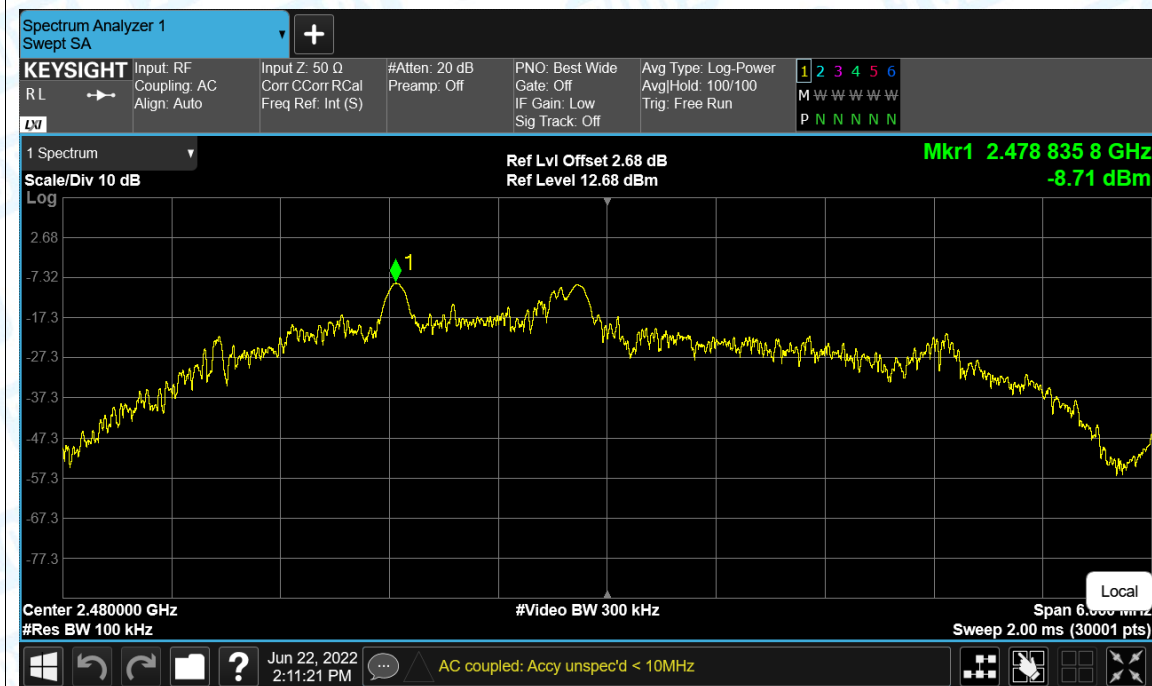 Spectrum Analyzer 1
Swept SA
+
KEYSIGHT
R L
LXI
Input: RF
Coupling: AC
Align: Auto
Input Z: 50 Ω
Corr CCorr RCal
Freq Ref: Int (S)
#Atten: 20 dB
Preamp: Off
PNO: Best Wide
Gate: Off
IF Gain: Low
Sig Track: Off
Avg Type: Log-Power
Avg|Hold: 100/100
Trig: Free Run
1 2 3 4 5 6
M W W W W W
P N N N N N
1 Spectrum
Scale/Div 10 dB
Ref Lvl Offset 2.68 dB
Ref Level 12.68 dBm
Mkr1 2.478 835 8 GHz
-8.71 dBm
Log
2.68
-7.32
-17.3
-27.3
-37.3
-47.3
-57.3
-67.3
-77.3
1
Local
Center 2.480000 GHz
#Video BW 300 kHz
Span 6.000 MHz
#Res BW 100 kHz
Sweep 2.00 ms (30001 pts)
?
Jun 22, 2022
2:11:21 PM
AC coupled: Accy unspec'd < 10MHz